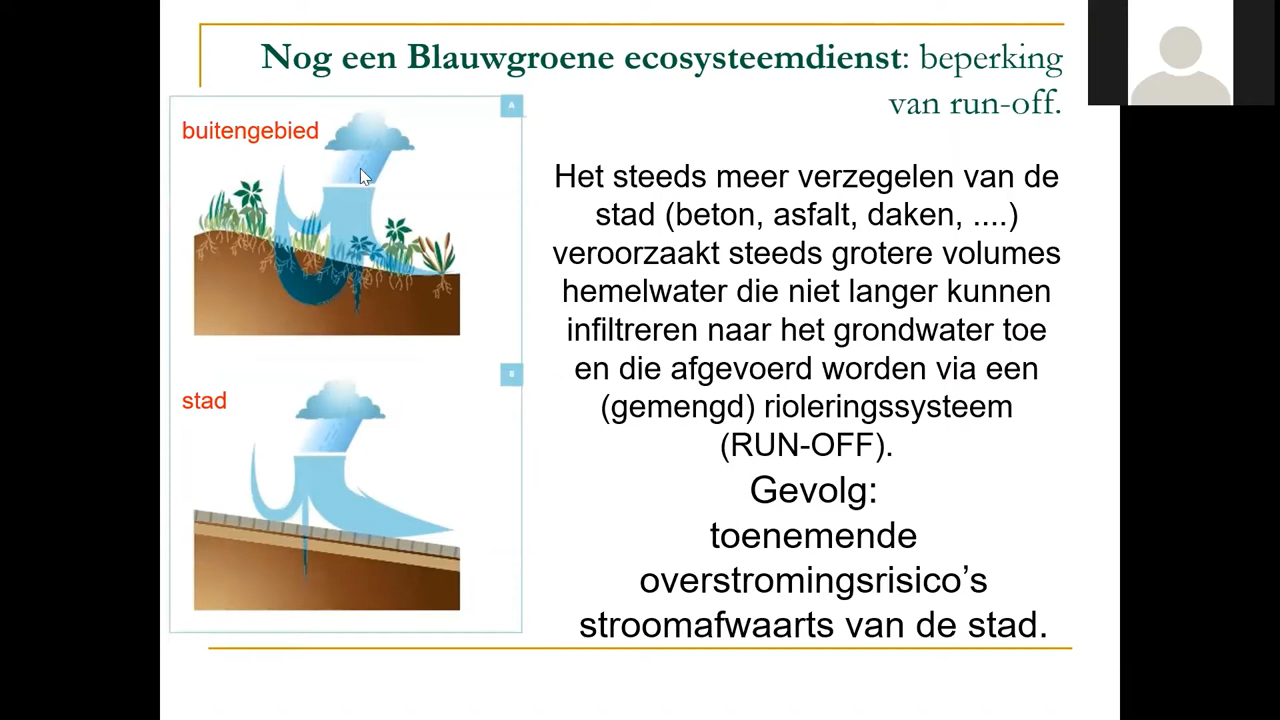 Nog een Blauwgroene ecosysteemdienst: beperking
van run-off.
A
buitengebied
B
stad
Het steeds meer verzegelen van de
stad (beton, asfalt, daken, ....)
veroorzaakt steeds grotere volumes
hemelwater die niet langer kunnen
infiltreren naar het grondwater toe
en die afgevoerd worden via een
(gemengd) rioleringssysteem
(RUN-OFF).
Gevolg:
toenemende
overstromingsrisico’s
stroomafwaarts van de stad.